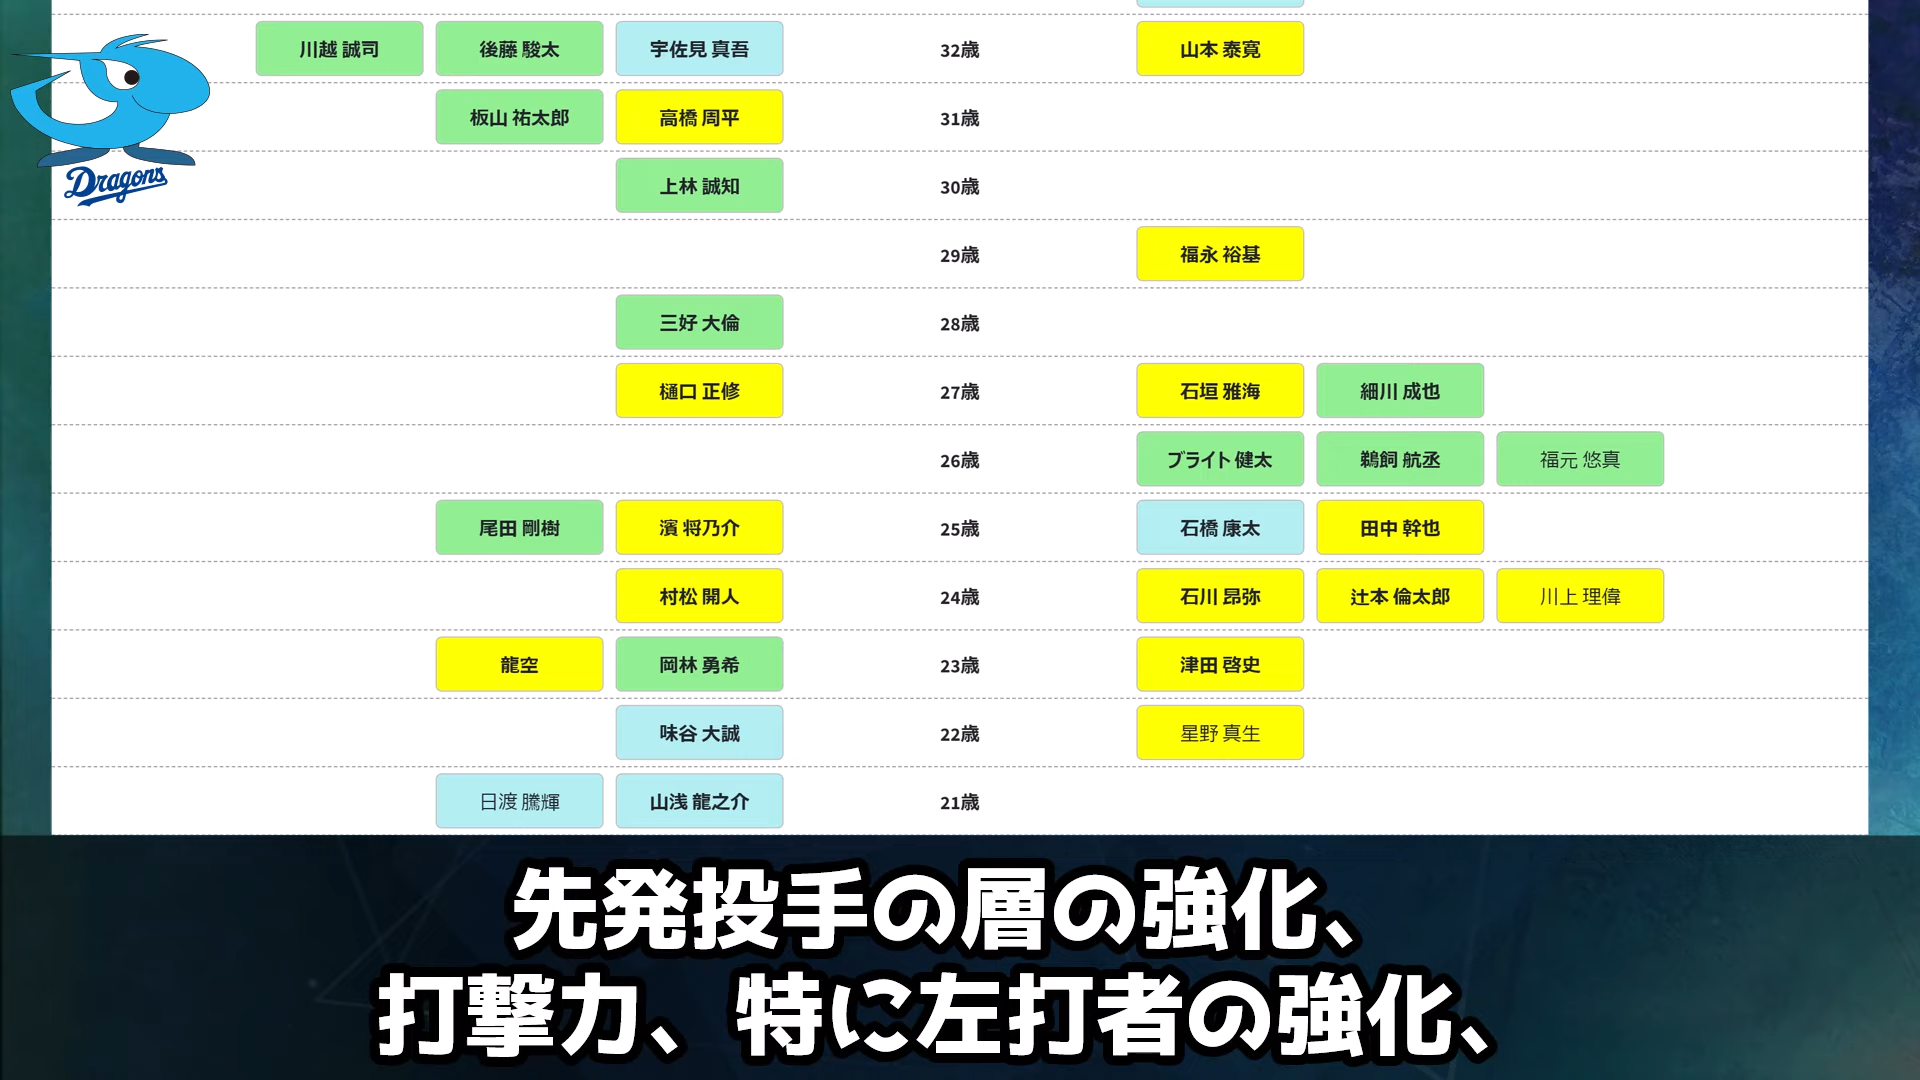 川越 誠司 後藤 駿太 宇佐見 真吾 32歳 山本 泰寛
Dragons
板山 祐太郎 高橋 周平 31歳
上林 誠知 30歳
29歳 福永 裕基
三好 大倫 28歳
樋口 正修 27歳 石垣 雅海 細川 成也
26歳 ブライト 健太 鵜飼 航丞 福元 悠真
尾田 剛樹 濱 将乃介 25歳 石橋 康太 田中 幹也
村松 開人 24歳 石川 昂弥 辻本 倫太郎 川上 理偉
龍空 岡林 勇希 23歳 津田 啓史
味谷 大誠 22歳 星野 真生
日渡 騰輝 山浅 龍之介 21歳
先発投手の層の強化、
打撃力、特に左打者の強化、